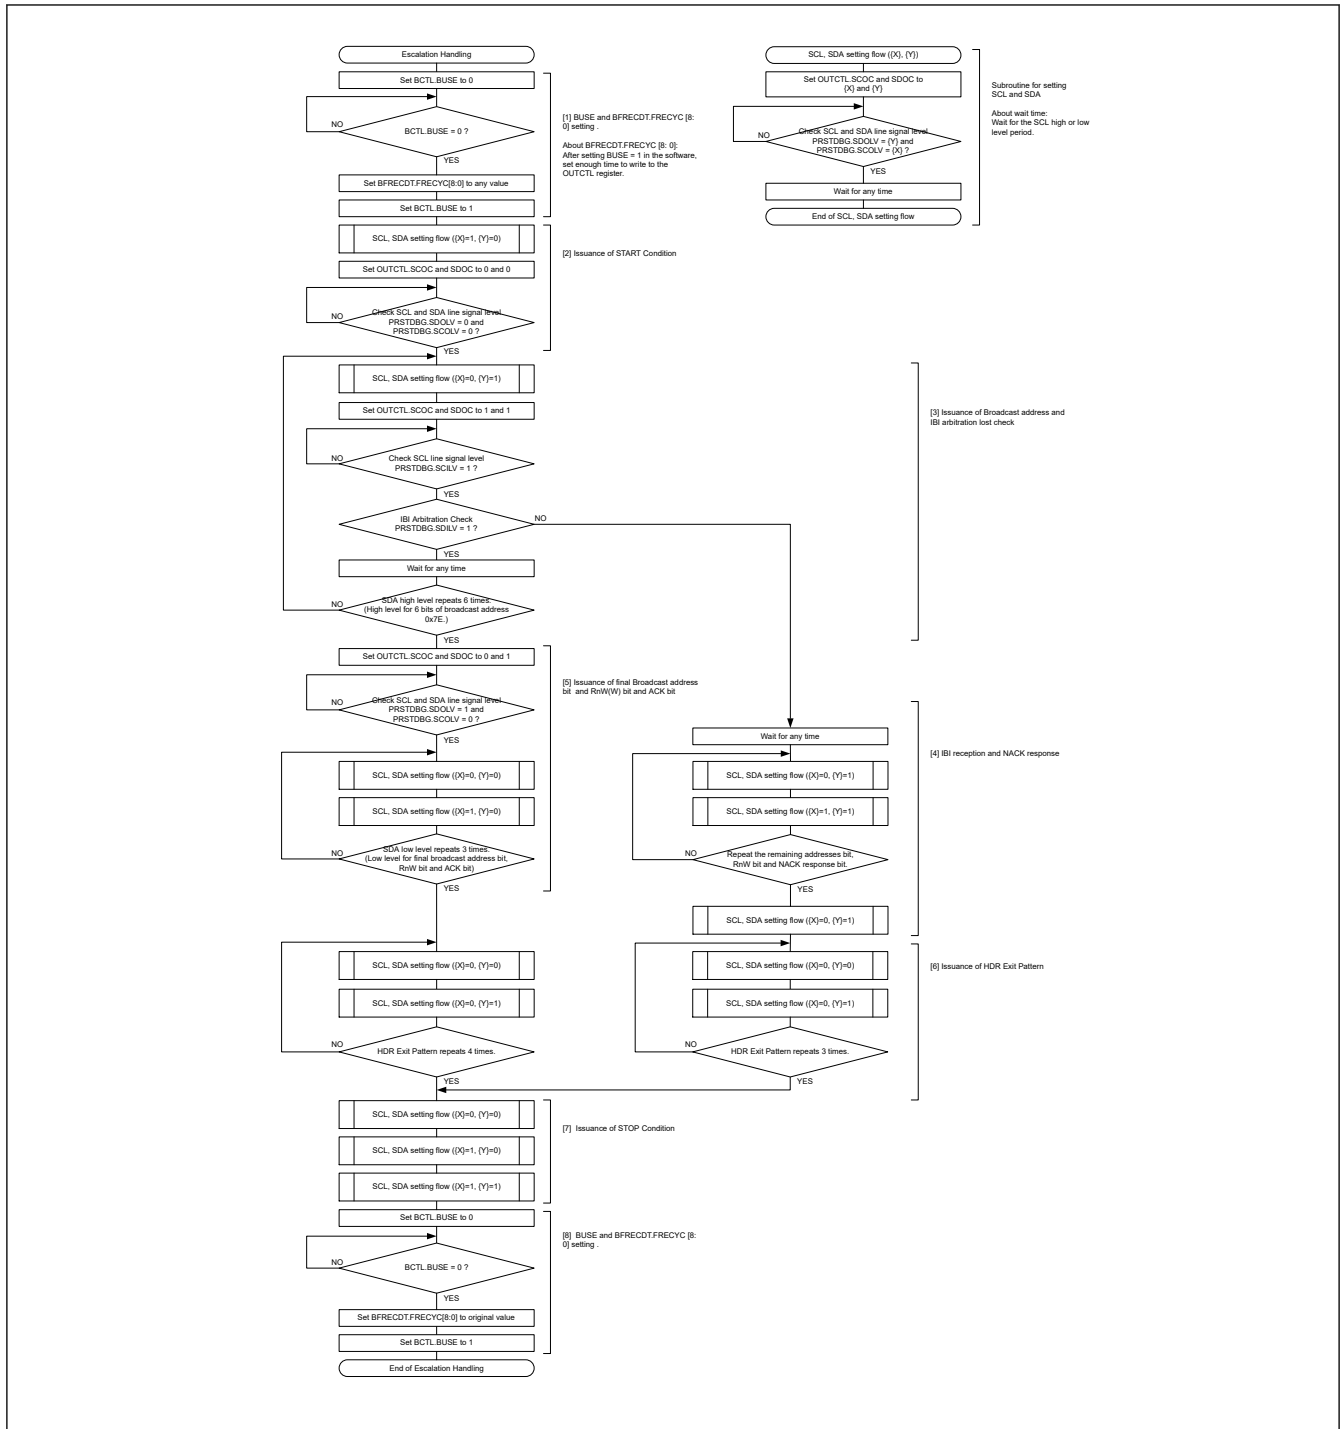 Escalation Handling
Set BCTL.BUSE to 0
NO
BCTL.BUSE = 0 ?
YES
Set BFRECDT.FRECYC[8:0] to any value
Set BCTL.BUSE to 1
[1] BUSE and BFRECDT.FRECYC [8:
0] setting .
About BFRECDT.FRECYC [8: 0]:
After setting BUSE = 1 in the software,
set enough time to write to the
OUTCTL register.
SCL, SDA setting flow ({X}, {Y})
Set OUTCTL.SCOC and SDOC to
{X} and {Y}
NO
Check SCL and SDA line signal level
PRSTDBG.SDOLV = {Y} and
PRSTDBG.SCOLV = {X} ?
YES
Wait for any time
End of SCL, SDA setting flow
Subroutine for setting
SCL and SDA
About wait time:
Wait for the SCL high or low
level period.
SCL, SDA setting flow ({X}=1, {Y}=0)
Set OUTCTL.SCOC and SDOC to 0 and 0
NO
Check SCL and SDA line signal level
PRSTDBG.SDOLV = 0 and
PRSTDBG.SCOLV = 0 ?
YES
[2] Issuance of START Condition
SCL, SDA setting flow ({X}=0, {Y}=1)
Set OUTCTL.SCOC and SDOC to 1 and 1
NO
Check SCL line signal level
PRSTDBG.SCILV = 1 ?
YES
IBI Arbitration Check
PRSTDBG.SDILV = 1 ?
NO
YES
Wait for any time
NO
SDA high level repeats 6 times.
(High level for 6 bits of broadcast address
0x7E.)
YES
[3] Issuance of Broadcast address and
IBI arbitration lost check
Set OUTCTL.SCOC and SDOC to 0 and 1
NO
Check SCL and SDA line signal level
PRSTDBG.SDOLV = 1 and
PRSTDBG.SCOLV = 0 ?
YES
SCL, SDA setting flow ({X}=0, {Y}=0)
SCL, SDA setting flow ({X}=1, {Y}=0)
NO
SDA low level repeats 3 times.
(Low level for final broadcast address bit,
RnW bit and ACK bit)
YES
[5] Issuance of final Broadcast address
bit and RnW(W) bit and ACK bit
Wait for any time
SCL, SDA setting flow ({X}=0, {Y}=1)
SCL, SDA setting flow ({X}=1, {Y}=1)
NO
Repeat the remaining addresses bit,
RnW bit and NACK response bit.
YES
SCL, SDA setting flow ({X}=0, {Y}=1)
[4] IBI reception and NACK response
SCL, SDA setting flow ({X}=0, {Y}=0)
SCL, SDA setting flow ({X}=0, {Y}=1)
NO
HDR Exit Pattern repeats 4 times.
YES
SCL, SDA setting flow ({X}=0, {Y}=0)
SCL, SDA setting flow ({X}=0, {Y}=1)
NO
HDR Exit Pattern repeats 3 times.
YES
[6] Issuance of HDR Exit Pattern
SCL, SDA setting flow ({X}=0, {Y}=0)
SCL, SDA setting flow ({X}=1, {Y}=0)
SCL, SDA setting flow ({X}=1, {Y}=1)
[7] Issuance of STOP Condition
Set BCTL.BUSE to 0
NO
BCTL.BUSE = 0 ?
YES
Set BFRECDT.FRECYC[8:0] to original value
Set BCTL.BUSE to 1
End of Escalation Handling
[8] BUSE and BFRECDT.FRECYC [8:
0] setting .